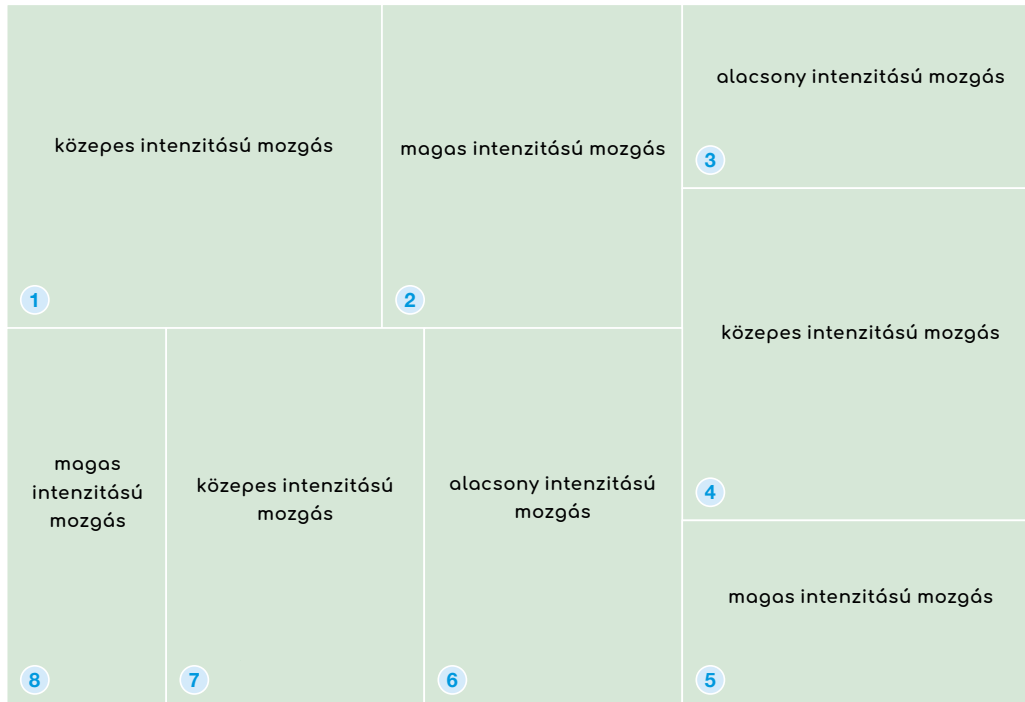 közepes intenzitású mozgás
1
magas intenzitású mozgás
2
alacsony intenzitású mozgás
3
közepes intenzitású mozgás
4
magas intenzitású mozgás
5
alacsony intenzitású
mozgás
6
közepes intenzitású
mozgás
7
magas
intenzitású
mozgás
8